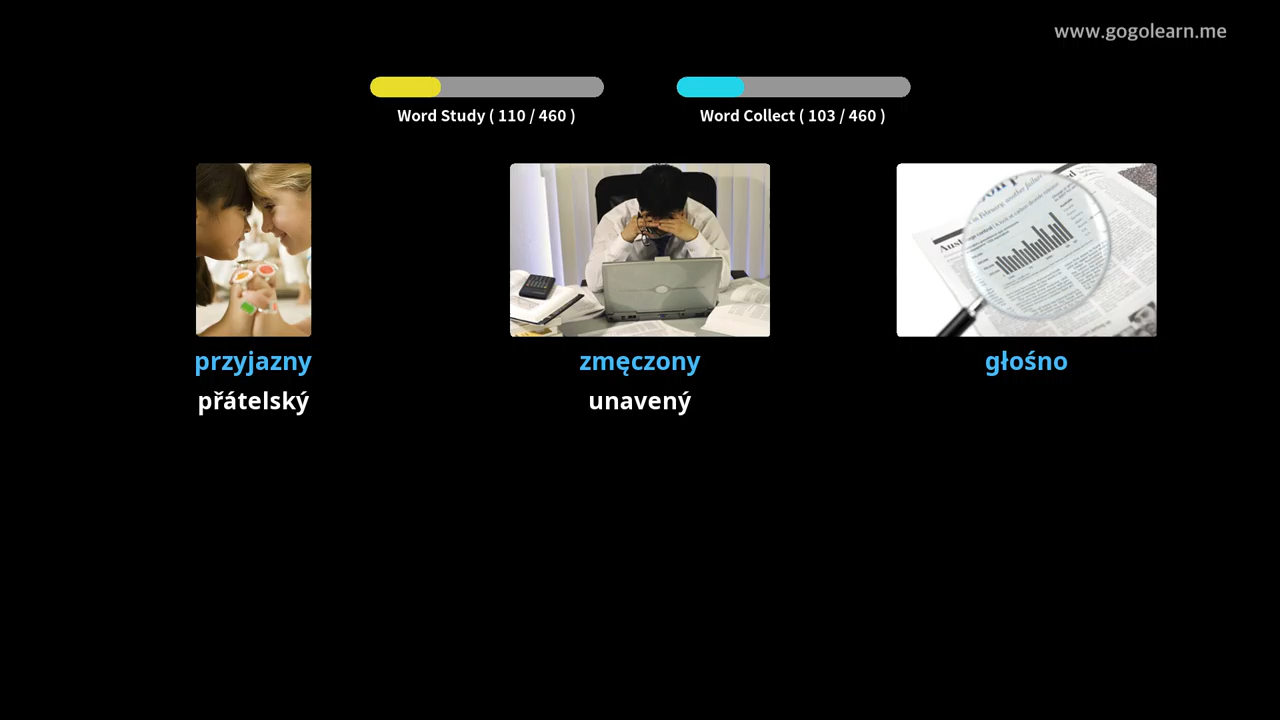 www.gogolearn.me
Word Study ( 110 / 460 )
Word Collect ( 103 / 460 )
przyjazny
zmęczony
głośno
přátelský
unavený